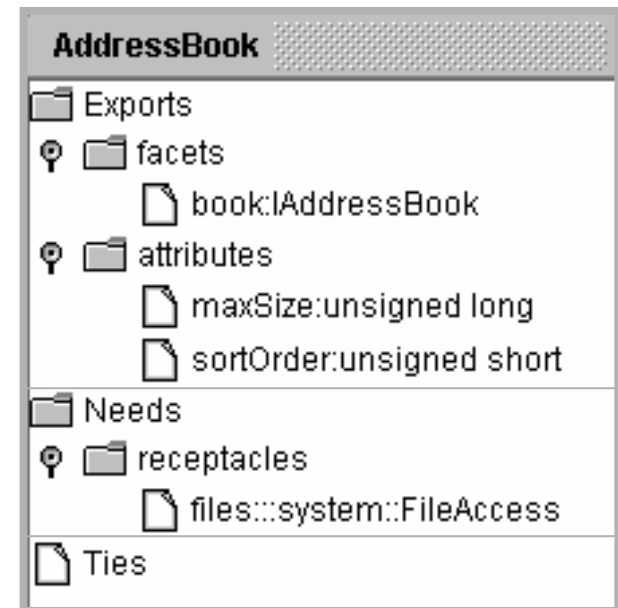 AddressBook
Exports
facets
book:IAddressBook
attributes
maxSize:unsigned long
sortOrder:unsigned short
Needs
receptacles
files:::system::FileAccess
Ties